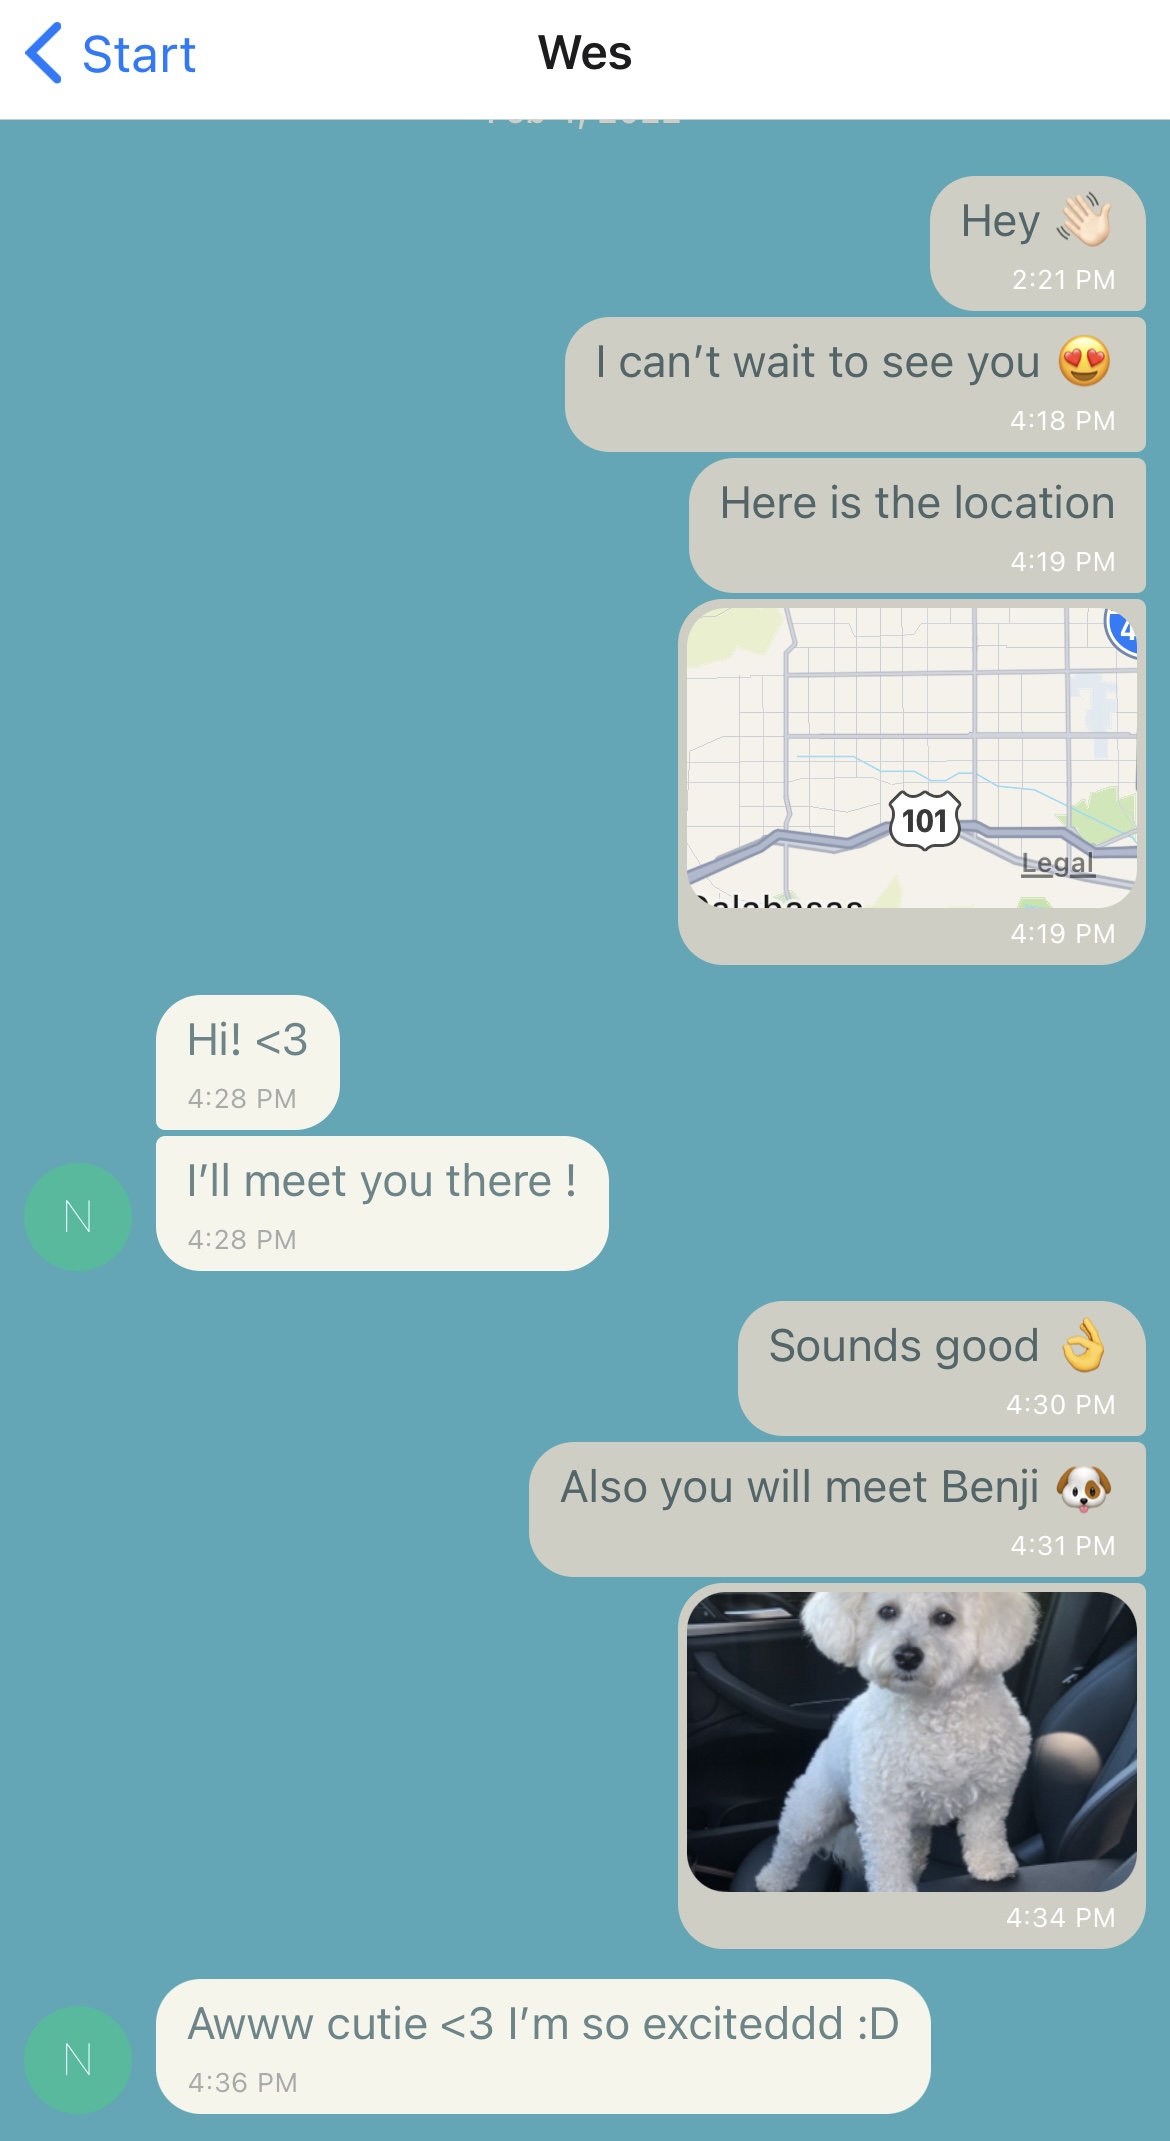 Start
Wes
Hey 👋🏻
2:21 PM
I can't wait to see you 😍
4:18 PM
Here is the location
4:19 PM
101
Legal
Calabasas
4:19 PM
Hi! <3
4:28 PM
I'll meet you there !
4:28 PM
N
Sounds good 👌
4:30 PM
Also you will meet Benji 🐶
4:31 PM
4:34 PM
Awww cutie <3 I'm so exciteddd :D
4:36 PM
N